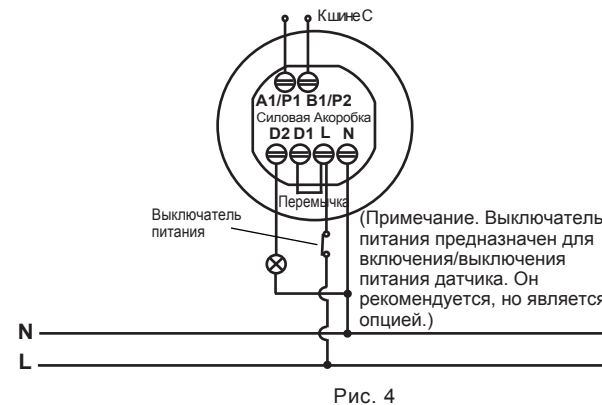 К шине С
A1/P1 B1/P2
Силовая Акоробка
D2 D1 L N
Перемычка
Выключатель
питания
(Примечание. Выключатель
питания предназначен для
включения/выключения
питания датчика. Он
рекомендуется, но является
опцией.)
N
L
Рис. 4